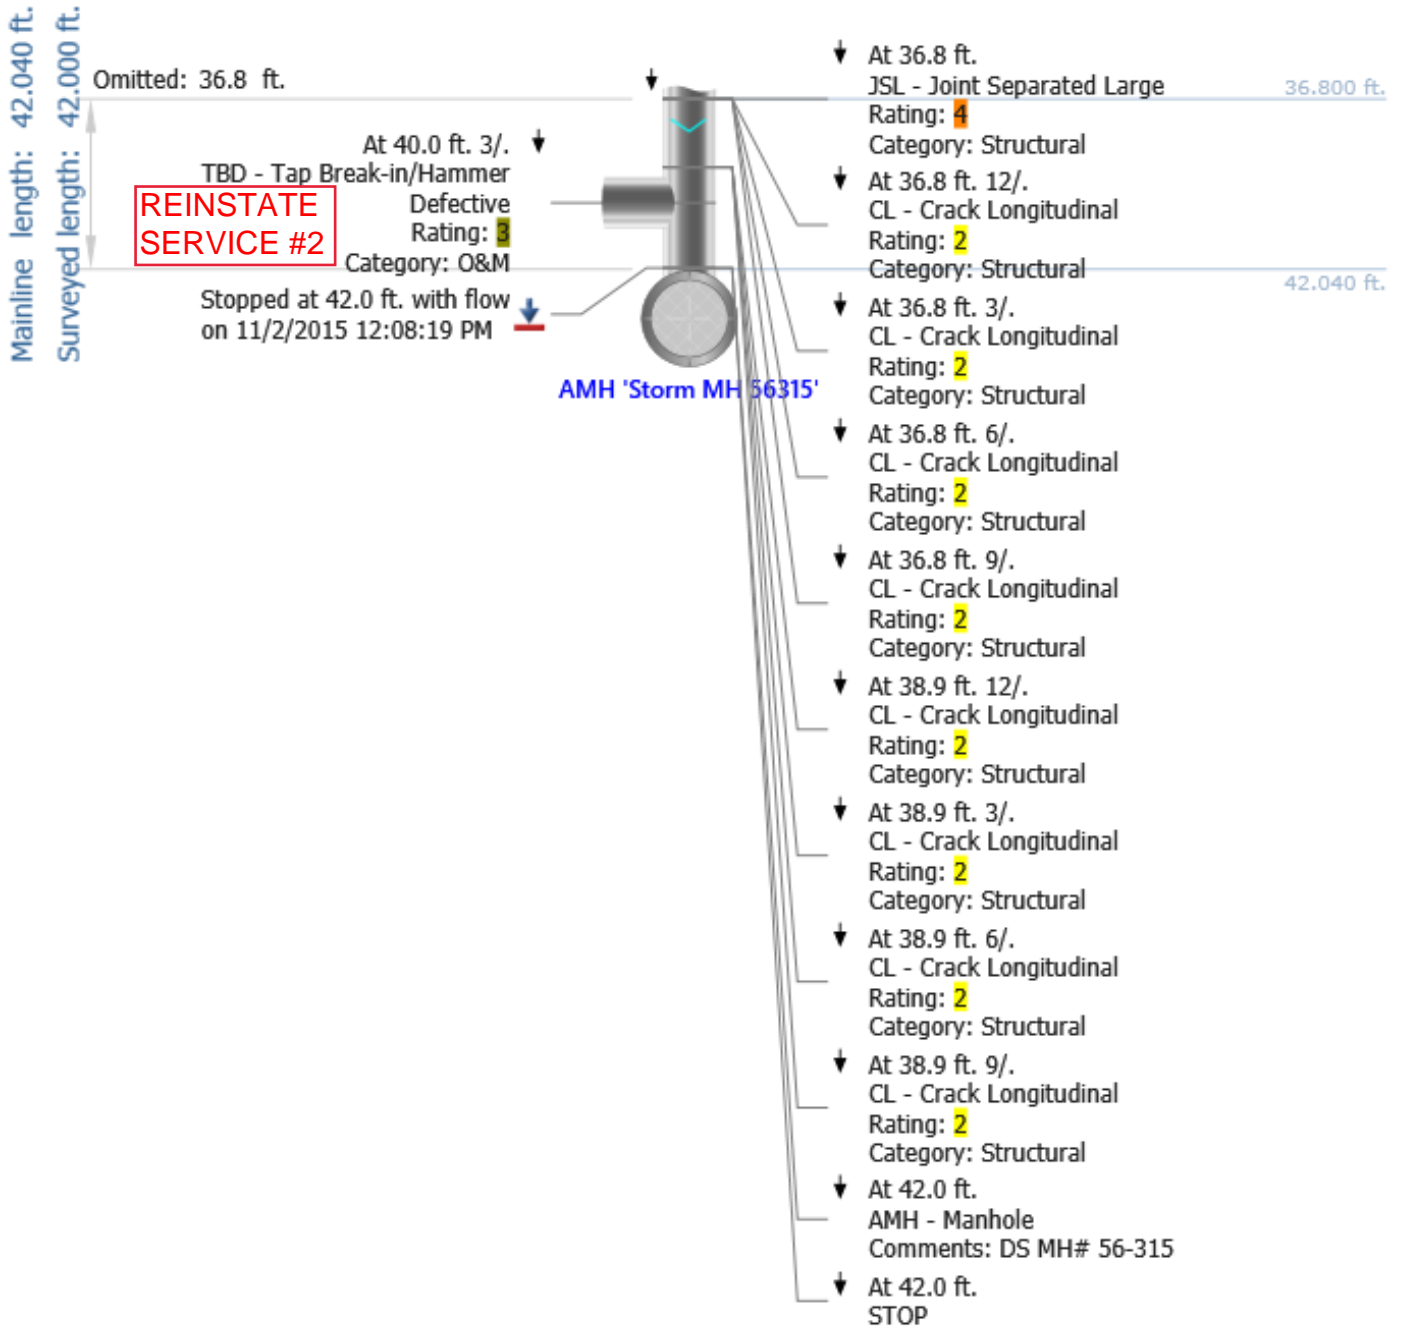 Mainline length: 42.040 ft.
Surveyed length: 42.000 ft.
Omitted: 36.8 ft.
At 40.0 ft. 3/.
TBD - Tap Break-in/Hammer
Defective
Rating: 3
Category: O&M
REINSTATE
SERVICE #2
Stopped at 42.0 ft. with flow
on 11/2/2015 12:08:19 PM
AMH 'Storm MH 56315'
36.800 ft.
42.040 ft.
At 36.8 ft.
JSL - Joint Separated Large
Rating: 4
Category: Structural
At 36.8 ft. 12/.
CL - Crack Longitudinal
Rating: 2
Category: Structural
At 36.8 ft. 3/.
CL - Crack Longitudinal
Rating: 2
Category: Structural
At 36.8 ft. 6/.
CL - Crack Longitudinal
Rating: 2
Category: Structural
At 36.8 ft. 9/.
CL - Crack Longitudinal
Rating: 2
Category: Structural
At 38.9 ft. 12/.
CL - Crack Longitudinal
Rating: 2
Category: Structural
At 38.9 ft. 3/.
CL - Crack Longitudinal
Rating: 2
Category: Structural
At 38.9 ft. 6/.
CL - Crack Longitudinal
Rating: 2
Category: Structural
At 38.9 ft. 9/.
CL - Crack Longitudinal
Rating: 2
Category: Structural
At 42.0 ft.
AMH - Manhole
Comments: DS MH# 56-315
At 42.0 ft.
STOP